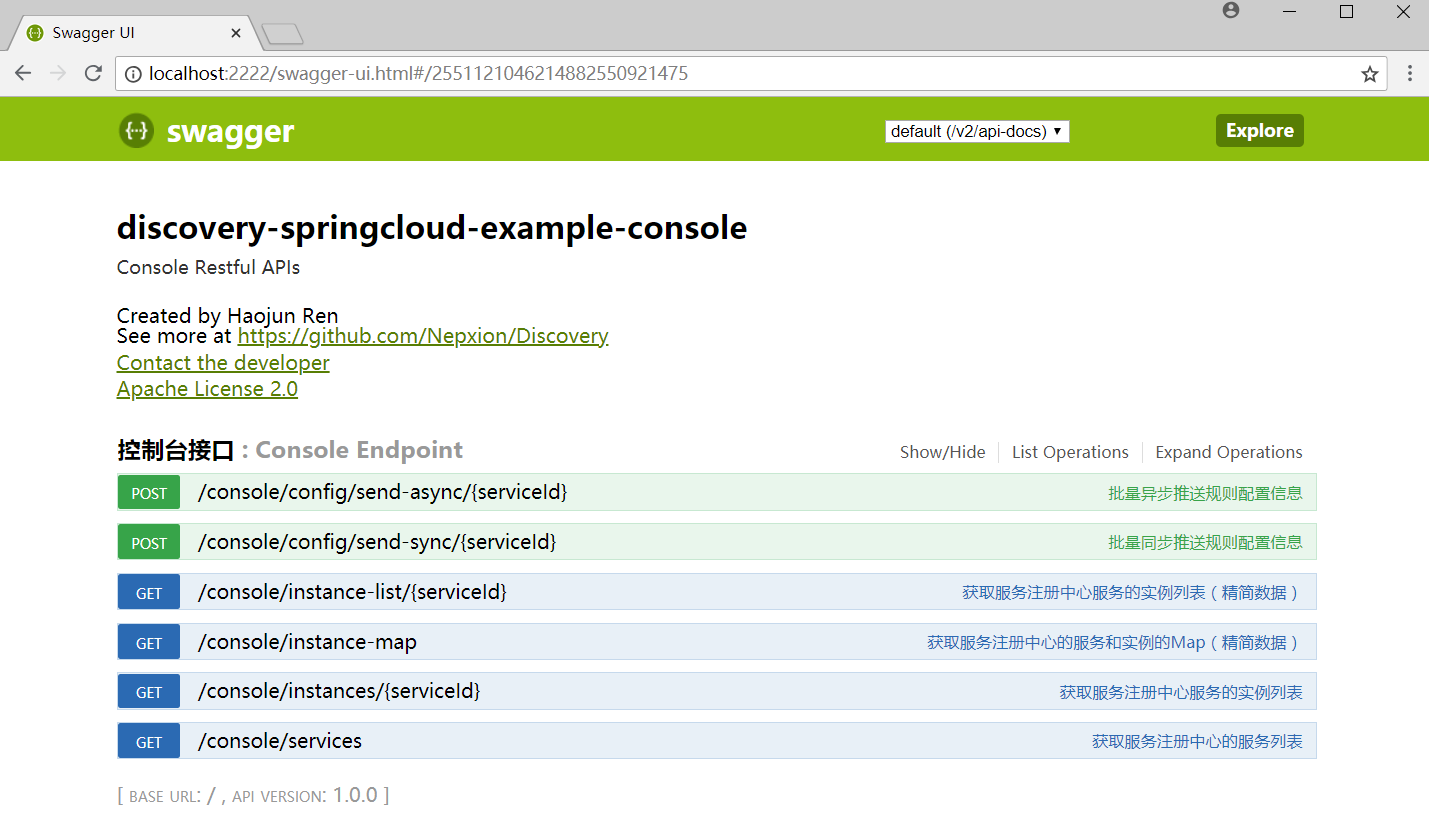 Swagger UI
localhost:2222/swagger-ui.html#/2551121046214882550921475
swagger
default (/v2/api-docs)
Explore
discovery-springcloud-example-console
Console Restful APIs
Created by Haojun Ren
See more at https://github.com/Nepxion/Discovery
Contact the developer
Apache License 2.0
控制台接口 : Console Endpoint
Show/Hide
List Operations
Expand Operations
POST /console/config/send-async/{serviceId} 批量异步推送规则配置信息
POST /console/config/send-sync/{serviceId} 批量同步推送规则配置信息
GET /console/instance-list/{serviceId} 获取服务注册中心服务的实例列表（精简数据）
GET /console/instance-map 获取服务注册中心的服务和实例的Map（精简数据）
GET /console/instances/{serviceId} 获取服务注册中心服务的实例列表
GET /console/services 获取服务注册中心的服务列表
[ BASE URL: / , API VERSION: 1.0.0 ]